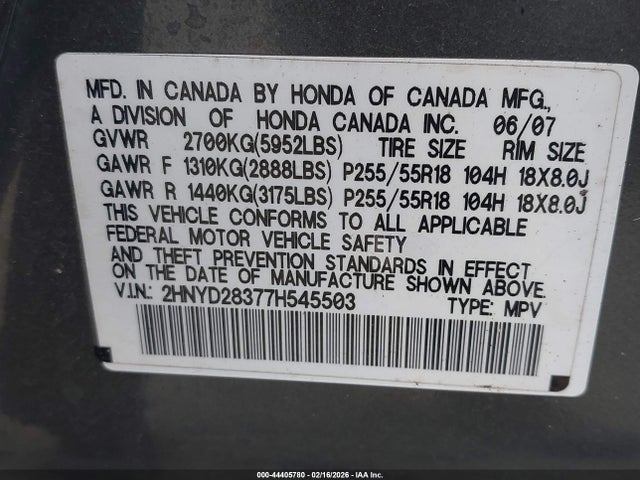 MFD. IN CANADA BY HONDA OF CANADA MFG.,
A DIVISION OF HONDA CANADA INC. 06/07
GVWR 2700KG(5952LBS) TIRE SIZE RIM SIZE
GAWR F 1310KG(2888LBS) P255/55R18 104H 18X8.0J
GAWR R 1440KG(3175LBS) P255/55R18 104H 18X8.0J
THIS VEHICLE CONFORMS TO ALL APPLICABLE
FEDERAL MOTOR VEHICLE SAFETY
AND THEFT PREVENTION STANDARDS IN EFFECT
ON THE DATE OF MANUFACTURE SHOWN ABOVE.
V.I.N.: 2HNYD28377H545503 TYPE: MPV
000-44405780 - 02/16/2026 - IAA Inc.